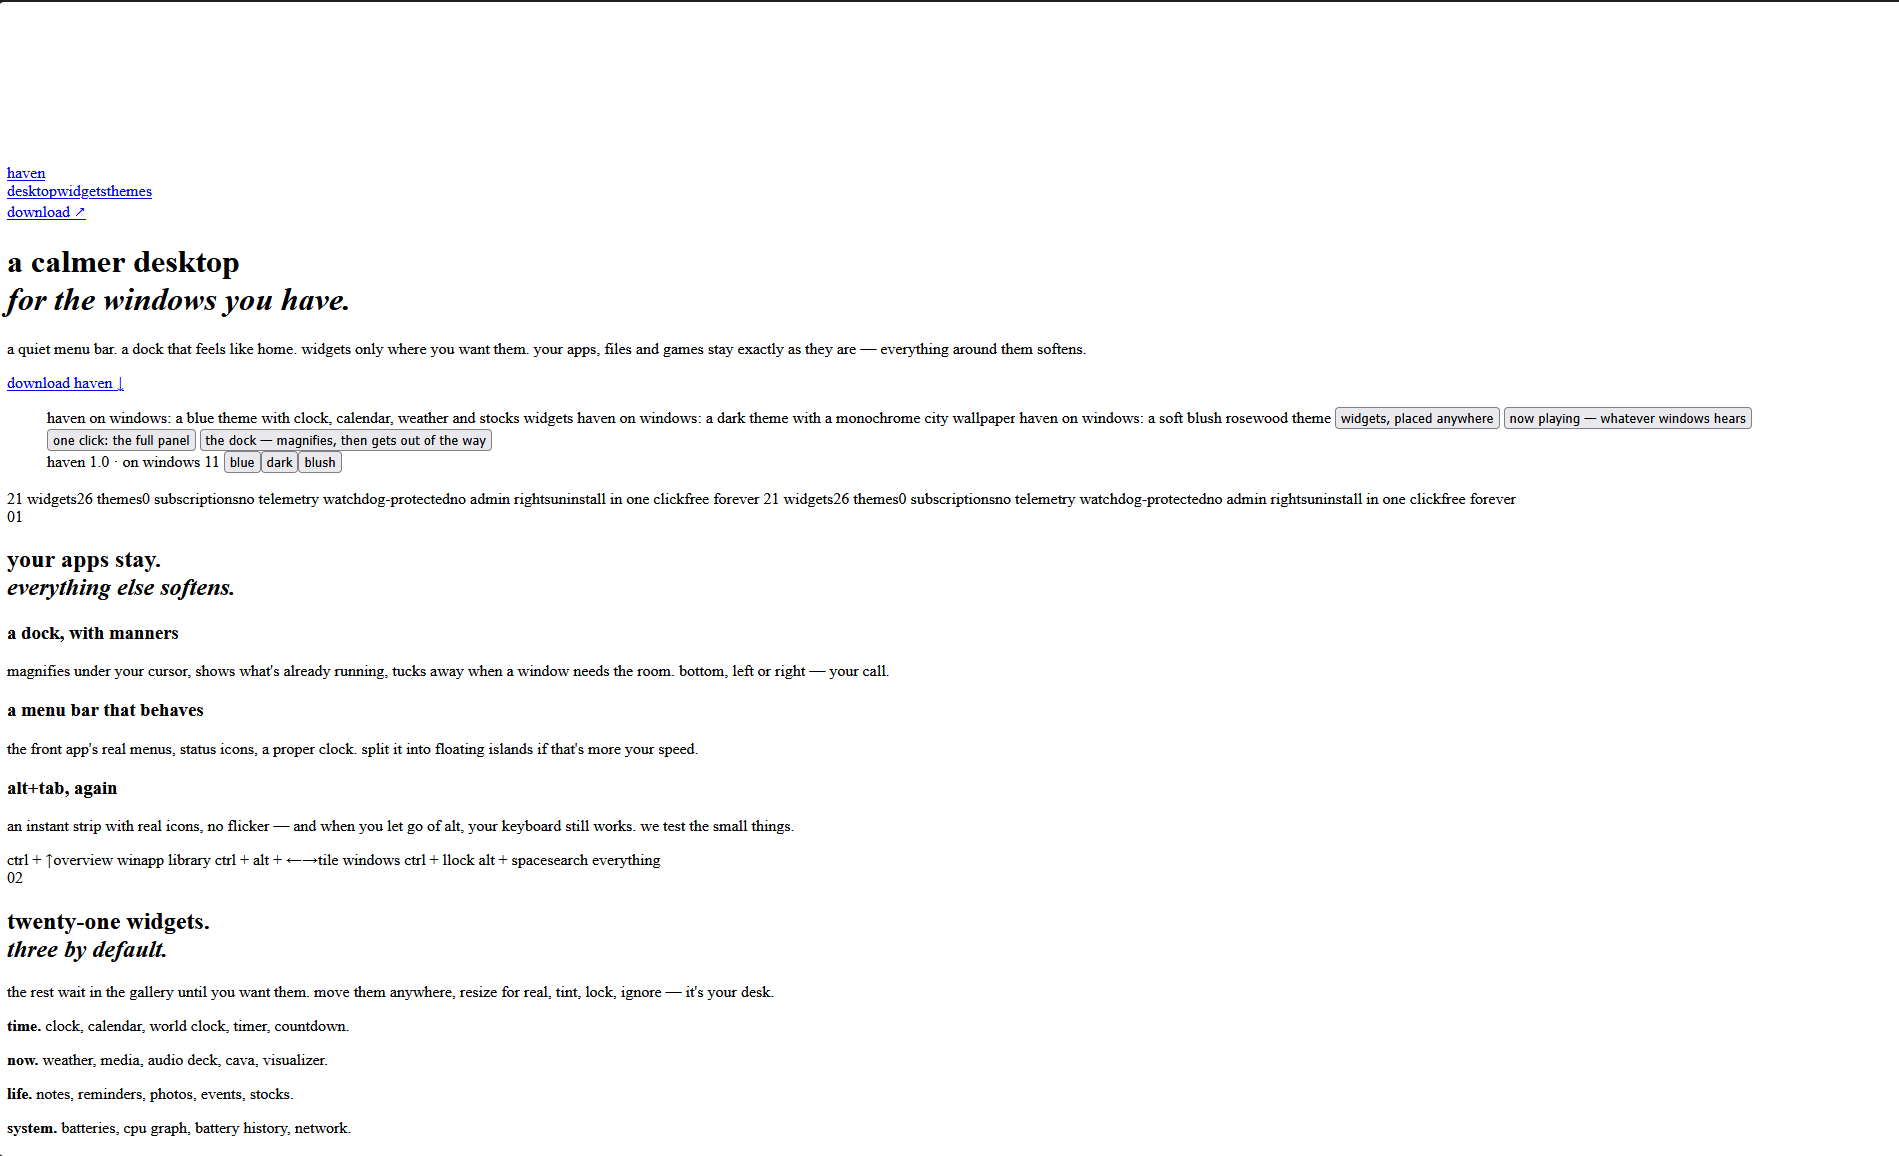 haven
desktopwidgetsthemes
download ↗
a calmer desktop
for the windows you have.
a quiet menu bar. a dock that feels like home. widgets only where you want them. your apps, files and games stay exactly as they are — everything around them softens.
download haven ↓
haven on windows: a blue theme with clock, calendar, weather and stocks widgets haven on windows: a dark theme with a monochrome city wallpaper haven on windows: a soft blush rosewood theme widgets, placed anywhere now playing — whatever windows hears
one click: the full panel the dock — magnifies, then gets out of the way
haven 1.0 · on windows 11 blue dark blush
21 widgets26 themes0 subscriptionsno telemetry watchdog-protectedno admin rightsuninstall in one clickfree forever 21 widgets26 themes0 subscriptionsno telemetry watchdog-protectedno admin rightsuninstall in one clickfree forever
01
your apps stay.
everything else softens.
a dock, with manners
magnifies under your cursor, shows what's already running, tucks away when a window needs the room. bottom, left or right — your call.
a menu bar that behaves
the front app's real menus, status icons, a proper clock. split it into floating islands if that's more your speed.
alt+tab, again
an instant strip with real icons, no flicker — and when you let go of alt, your keyboard still works. we test the small things.
ctrl + ↑overview winapp library ctrl + alt + ←→tile windows ctrl + llock alt + spacesearch everything
02
twenty-one widgets.
three by default.
the rest wait in the gallery until you want them. move them anywhere, resize for real, tint, lock, ignore — it's your desk.
time. clock, calendar, world clock, timer, countdown.
now. weather, media, audio deck, cava, visualizer.
life. notes, reminders, photos, events, stocks.
system. batteries, cpu graph, battery history, network.